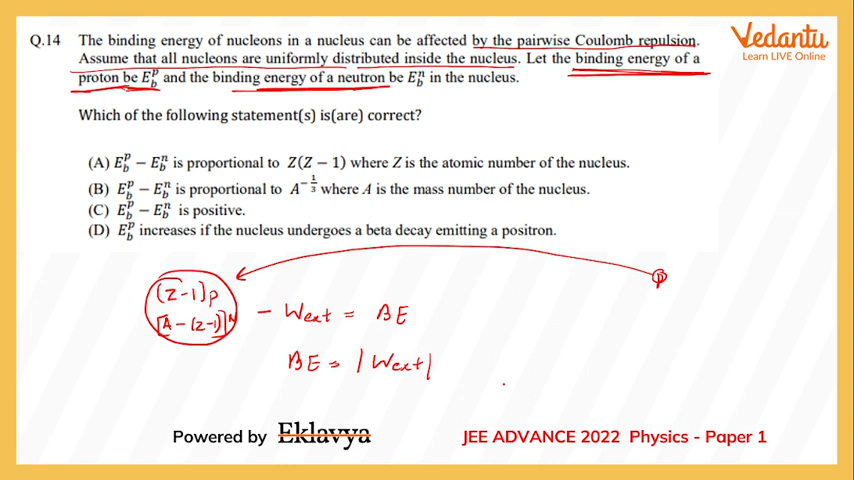 Q.14 The binding energy of nucleons in a nucleus can be affected by the pairwise Coulomb repulsion.
Vedantu
Learn LIVE Online
Assume that all nucleons are uniformly distributed inside the nucleus. Let the binding energy of a
proton be E_b^p and the binding energy of a neutron be E_b^n in the nucleus.
Which of the following statement(s) is(are) correct?
(A) E_b^p − E_b^n is proportional to Z(Z − 1) where Z is the atomic number of the nucleus.
(B) E_b^p − E_b^n is proportional to A^{-1/3} where A is the mass number of the nucleus.
(C) E_b^p − E_b^n is positive.
(D) E_b^p increases if the nucleus undergoes a beta decay emitting a positron.
(Z-1)p
[A-(Z-1)]N
P
- Wext = BE
BE = |Wext|
Powered by Eklavya
JEE ADVANCE 2022 Physics - Paper 1